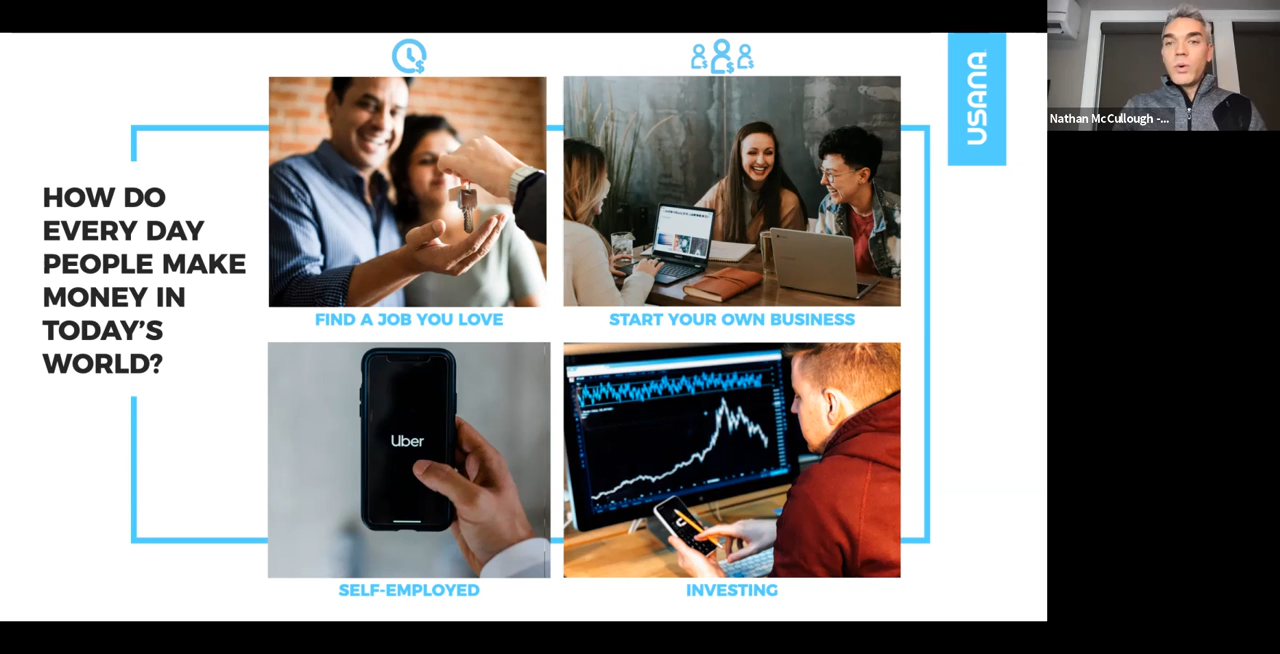 HOW DO
EVERY DAY
PEOPLE MAKE
MONEY IN
TODAY'S
WORLD?
FIND A JOB YOU LOVE
START YOUR OWN BUSINESS
Uber
SELF-EMPLOYED
INVESTING
USANA
Nathan McCullough -...